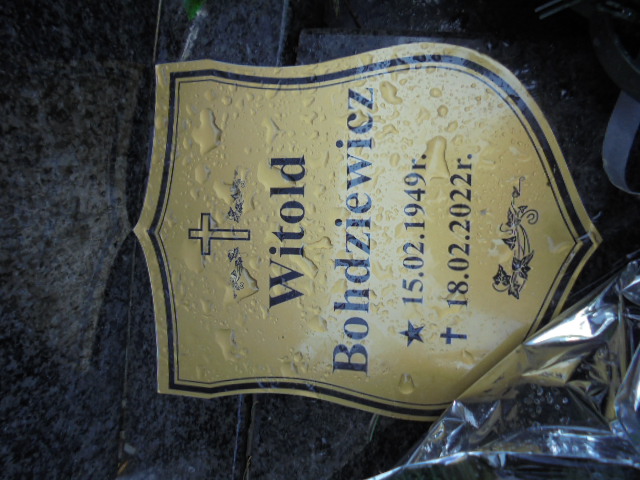 Witold
Bohdziewicz
★ 15.02.1949r.
✝ 18.02.2022r.